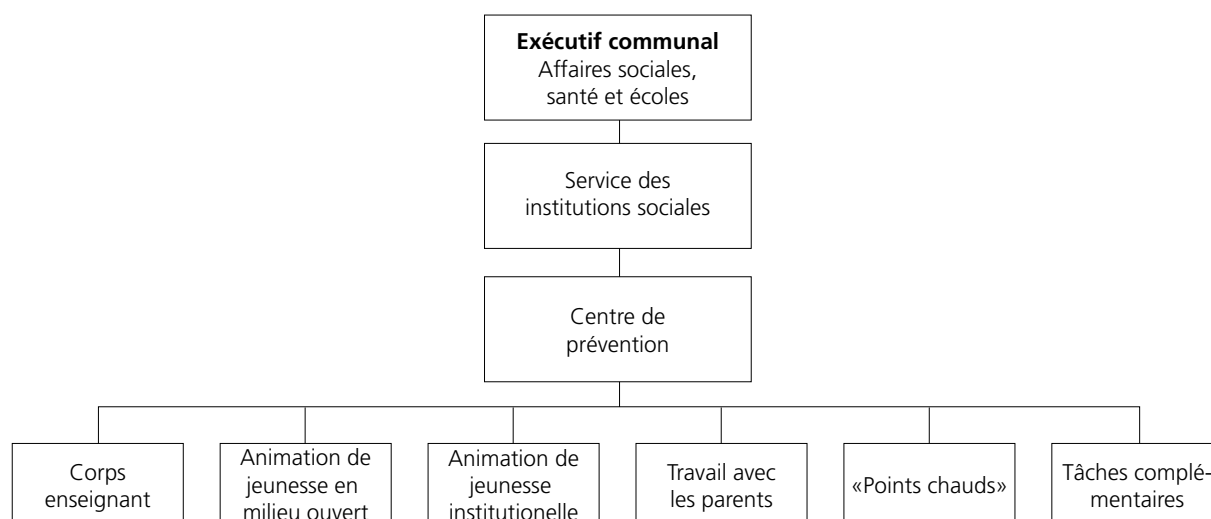 Exécutif communal
Affaires sociales,
santé et écoles
Service des
institutions sociales
Centre de
prévention
Corps
enseignant
Animation de
jeunesse en
milieu ouvert
Animation de
jeunesse
institutionelle
Travail avec
les parents
«Points chauds»
Tâches complé-
mentaires